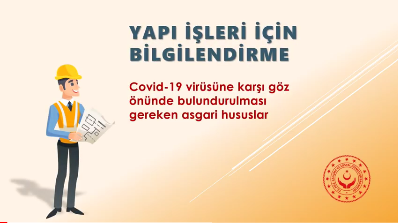 YAPI İŞLERİ İÇİN
BİLGİLENDİRME
Covid-19 virüsüne karşı göz
önünde bulundurulması
gereken asgari hususlar